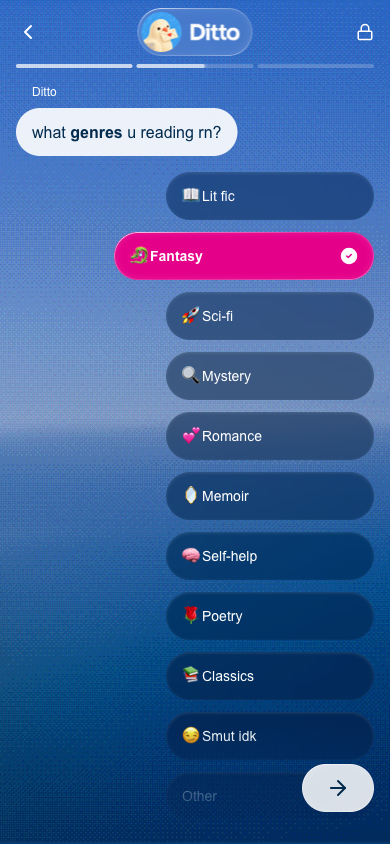 Ditto
Ditto
what genres u reading rn?
Lit fic
Fantasy
Sci-fi
Mystery
Romance
Memoir
Self-help
Poetry
Classics
Smut idk
Other